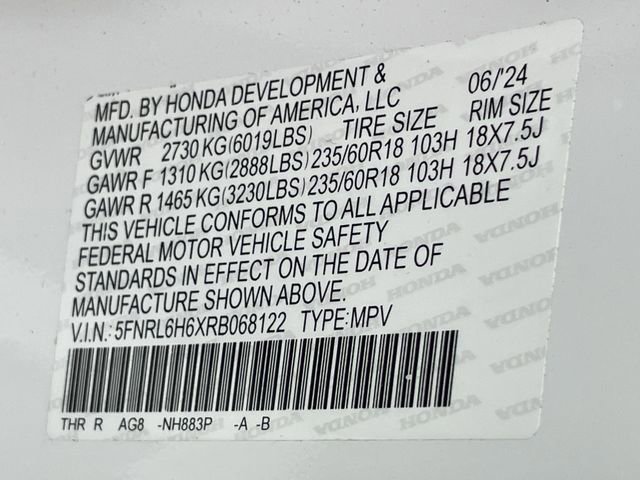 MFD. BY HONDA DEVELOPMENT & 06/'24
MANUFACTURING OF AMERICA, LLC
GVWR 2730 KG(6019LBS) TIRE SIZE RIM SIZE
GAWR F 1310 KG(2888LBS) 235/60R18 103H 18X7.5J
GAWR R 1465 KG(3230LBS) 235/60R18 103H 18X7.5J
THIS VEHICLE CONFORMS TO ALL APPLICABLE
FEDERAL MOTOR VEHICLE SAFETY
STANDARDS IN EFFECT ON THE DATE OF
MANUFACTURE SHOWN ABOVE.
V.I.N.: 5FNRL6H6XRB068122 TYPE:MPV
THR R AG8 -NH883P -A -B